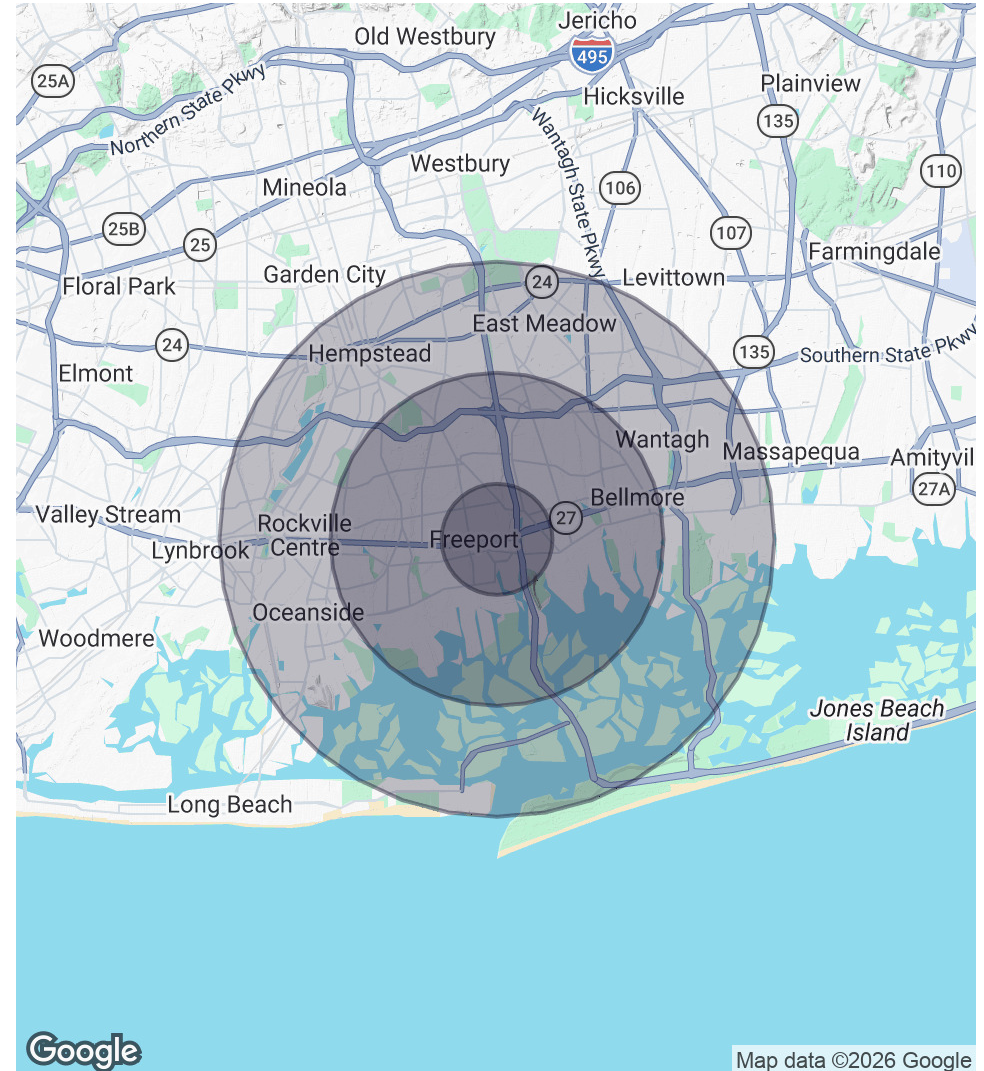 Jericho
Old Westbury
495
25A
Plainview
Hicksville
135
Northern State Pkwy
Wantagh State Pkwy
Westbury
110
Mineola
106
25B
107
25
Farmingdale
Garden City
Levittown
24
Floral Park
East Meadow
24
Hempstead
135
Southern State Pkwy
Elmont
Wantagh
Massapequa
Amityvil
27A
Bellmore
Valley Stream
27
Rockville
Centre
Freeport
Lynbrook
Oceanside
Woodmere
Jones Beach
Island
Long Beach
Google
Map data ©2026 Google